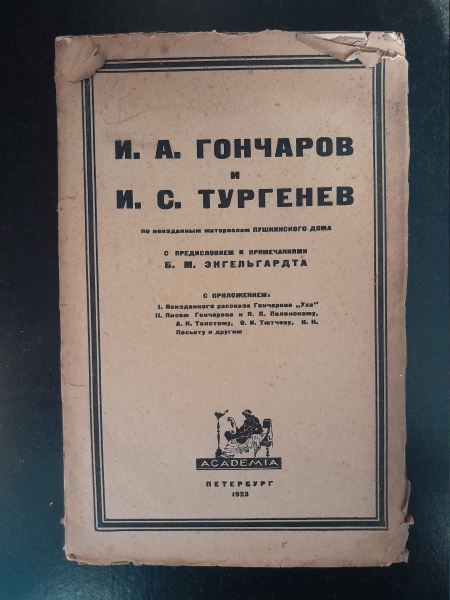 И. А. ГОНЧАРОВ
И
И. С. ТУРГЕНЕВ
ПО НЕИЗДАННЫМ МАТЕРИАЛАМ ПУШКИНСКОГО ДОМА
С ПРЕДИСЛОВИЕМ И ПРИМЕЧАНИЯМИ
Б. М. ЭНГЕЛЬГАРДТА
С ПРИЛОЖЕНИЕМ:
I. Неизданного рассказа Гончарова „Уха"
II. Писем Гончарова к Я. П. Полонскому,
А. К. Толстому, Ф. И. Тютчеву, К. Н.
Посьету и другим
ACADEMIA
ПЕТЕРБУРГ
1923